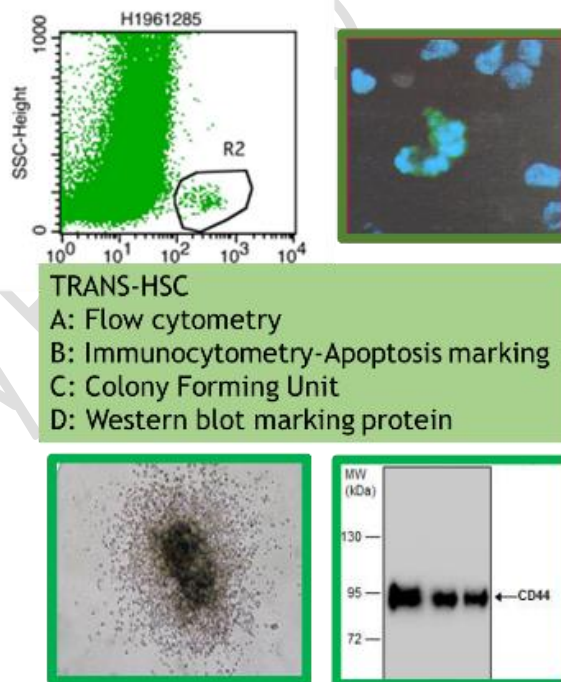 H1961285
SSC-Height
1000
0
R2
10⁰ 10¹ 10² 10³ 10⁴
TRANS-HSC
A: Flow cytometry
B: Immunocytometry-Apoptosis marking
C: Colony Forming Unit
D: Western blot marking protein
MW
(kDa)
130
95
CD44
72